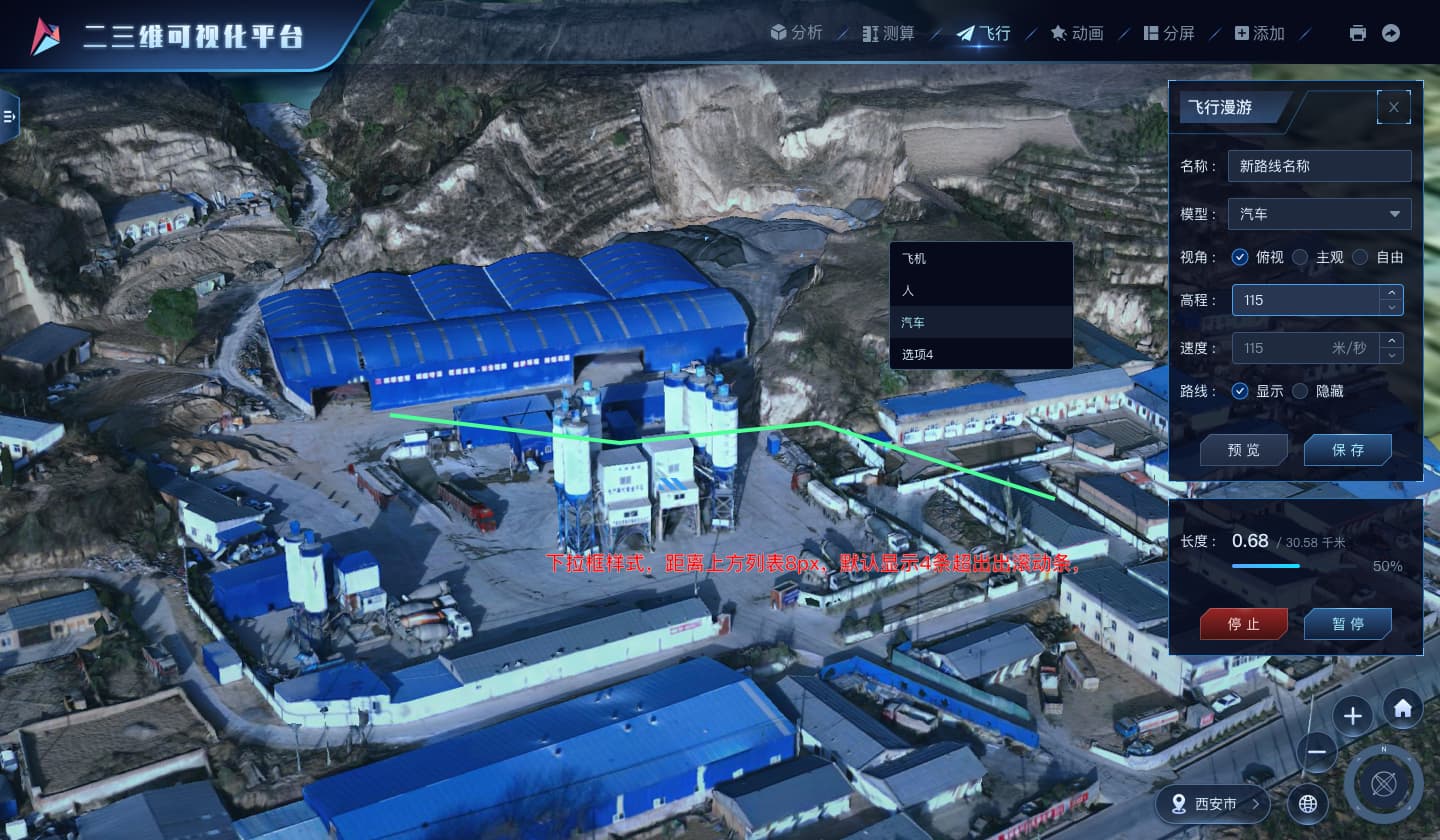 二三维可视化平台
分析
测算
飞行
动画
分屏
添加
飞行漫游
名称：
新路线名称
模型：
汽车
视角：
俯视
主观
自由
高程：
115
速度：
115
米/秒
路线：
显示
隐藏
预览
保存
飞机
人
汽车
选项4
下拉框样式，距离上方列表8px，默认显示4条超出出滚动条。
长度：
0.68 / 30.58 千米
50%
停止
暂停
N
西安市